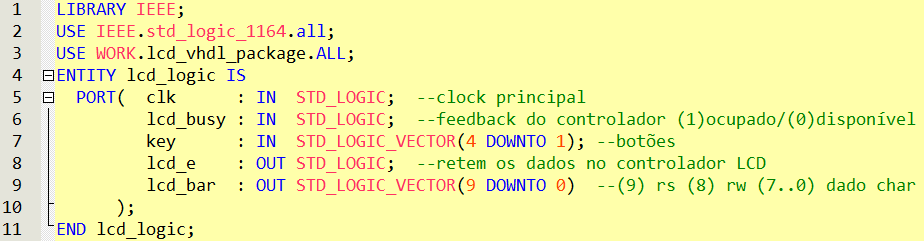 1 LIBRARY IEEE;
2 USE IEEE.std_logic_1164.all;
3 USE WORK.lcd_vhdl_package.ALL;
4 ENTITY lcd_logic IS
5 PORT( clk : IN STD_LOGIC; --clock principal
6 lcd_busy : IN STD_LOGIC; --feedback do controlador (1)ocupado/(0)disponível
7 key : IN STD_LOGIC_VECTOR(4 DOWNTO 1); --botões
8 lcd_e : OUT STD_LOGIC; --retem os dados no controlador LCD
9 lcd_bar : OUT STD_LOGIC_VECTOR(9 DOWNTO 0) --(9) rs (8) rw (7..0) dado char
10 );
11 END lcd_logic;